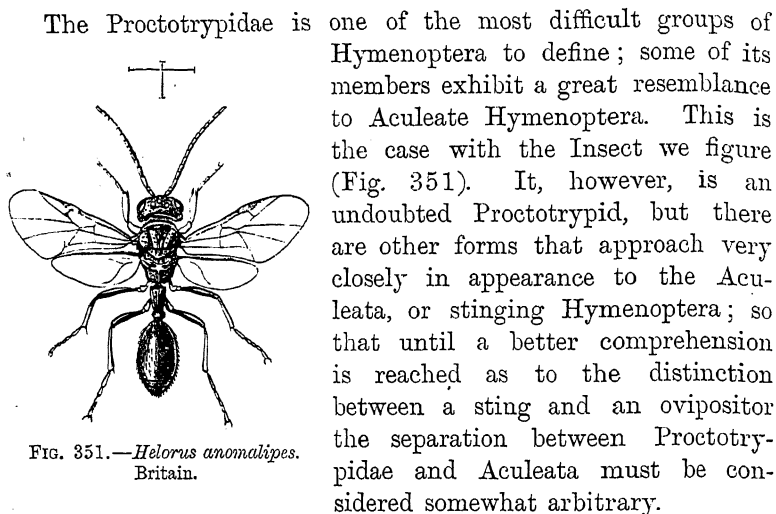 The Proctotrypidae is one of the most difficult groups of
Hymenoptera to define ; some of its
members exhibit a great resemblance
to Aculeate Hymenoptera. This is
the case with the Insect we figure
(Fig. 351). It, however, is an
undoubted Proctotrypid, but there
are other forms that approach very
closely in appearance to the Acu-
leata, or stinging Hymenoptera ; so
that until a better comprehension
is reached as to the distinction
between a sting and an ovipositor
the separation between Proctotry-
pidae and Aculeata must be con-
sidered somewhat arbitrary.
Fig. 351.—Helorus anomalipes.
Britain.